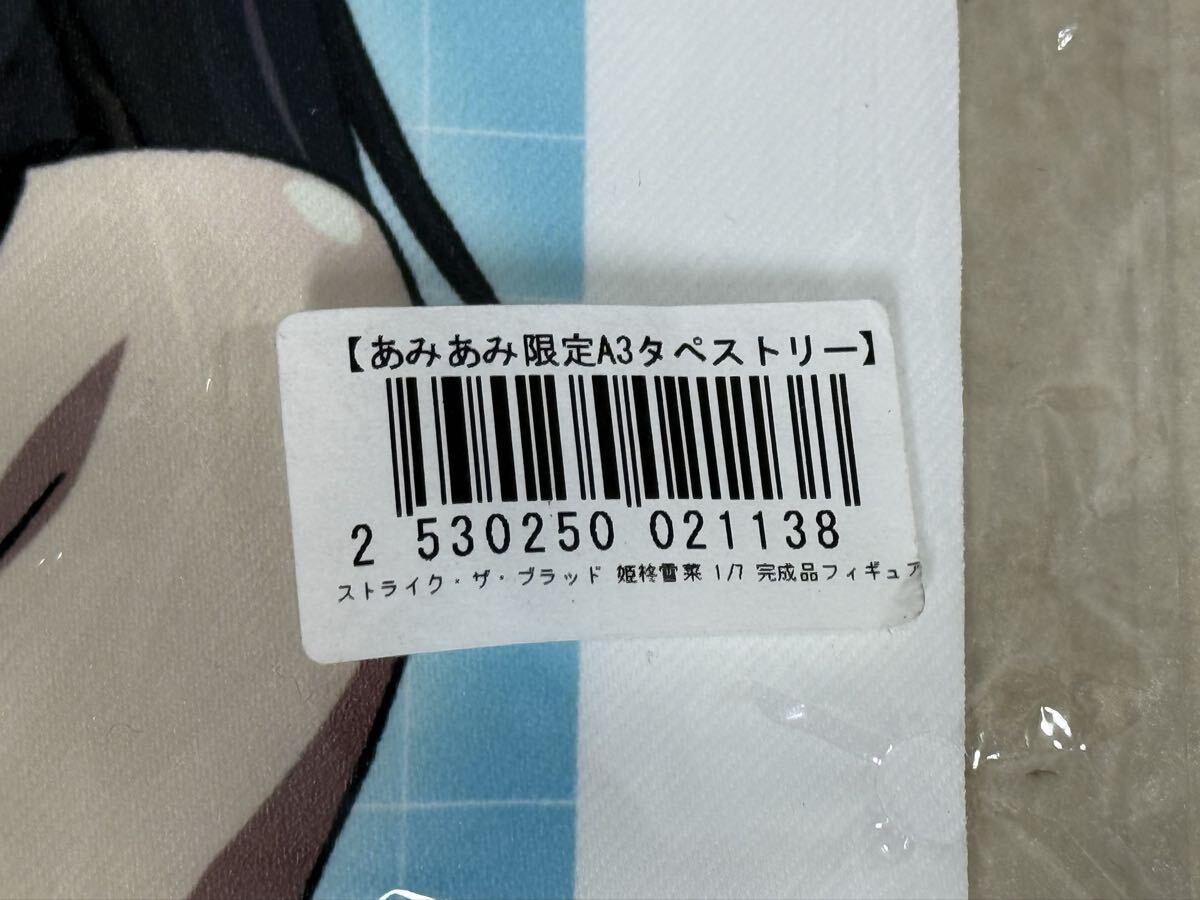 【あみあみ限定A3タペストリー】
2 530250 021138
ストライク・ザ・ブラッド 姫柊雪菜 1/7 完成品フィギュア